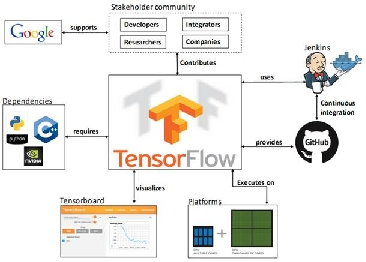 Stakeholder community
Google
supports
Developers
Integrators
Researchers
Companies
Contributes
Jenkins
uses
Dependencies
python
C++
NVIDIA
requires
TensorFlow
Continuous
integration
provides
GitHub
visualizes
Executes on
Tensorboard
Platforms